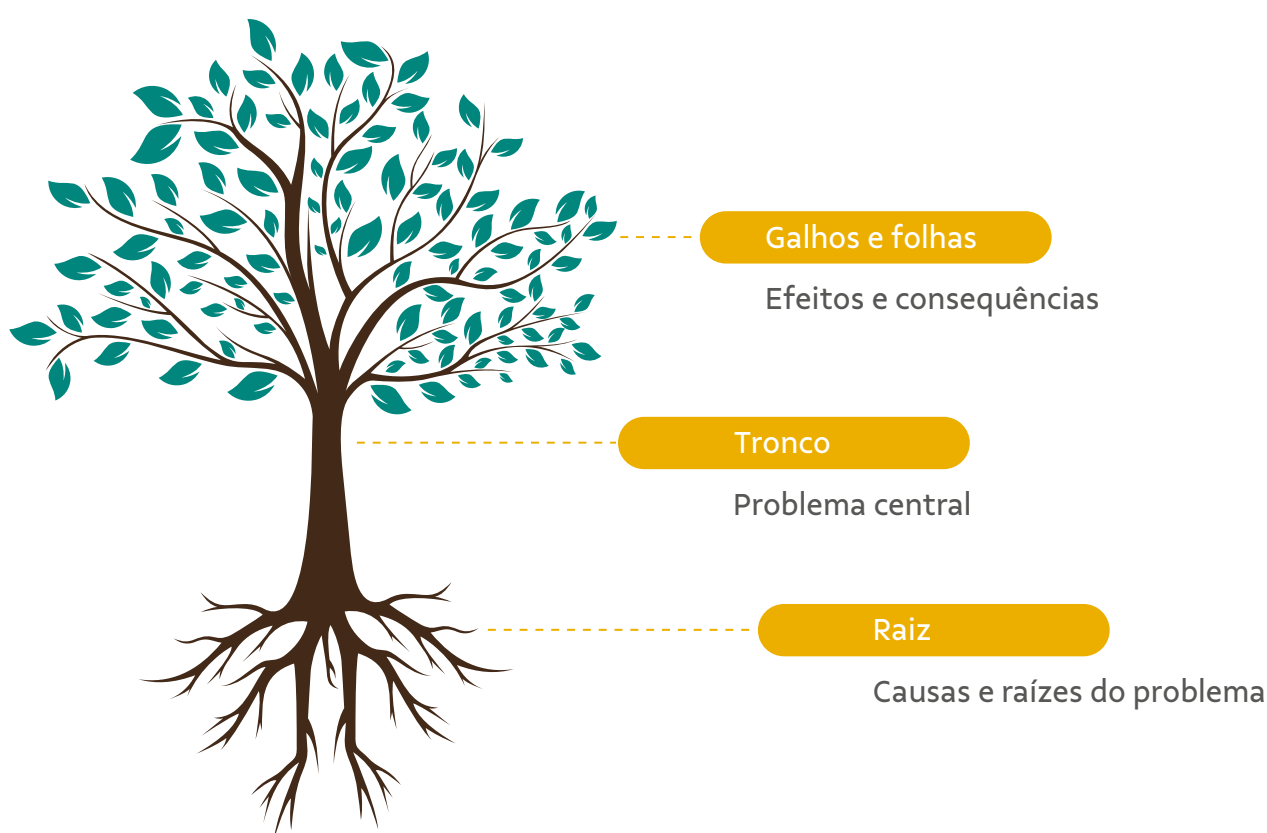 Galhos e folhas
Efeitos e consequências
Tronco
Problema central
Raiz
Causas e raízes do problema